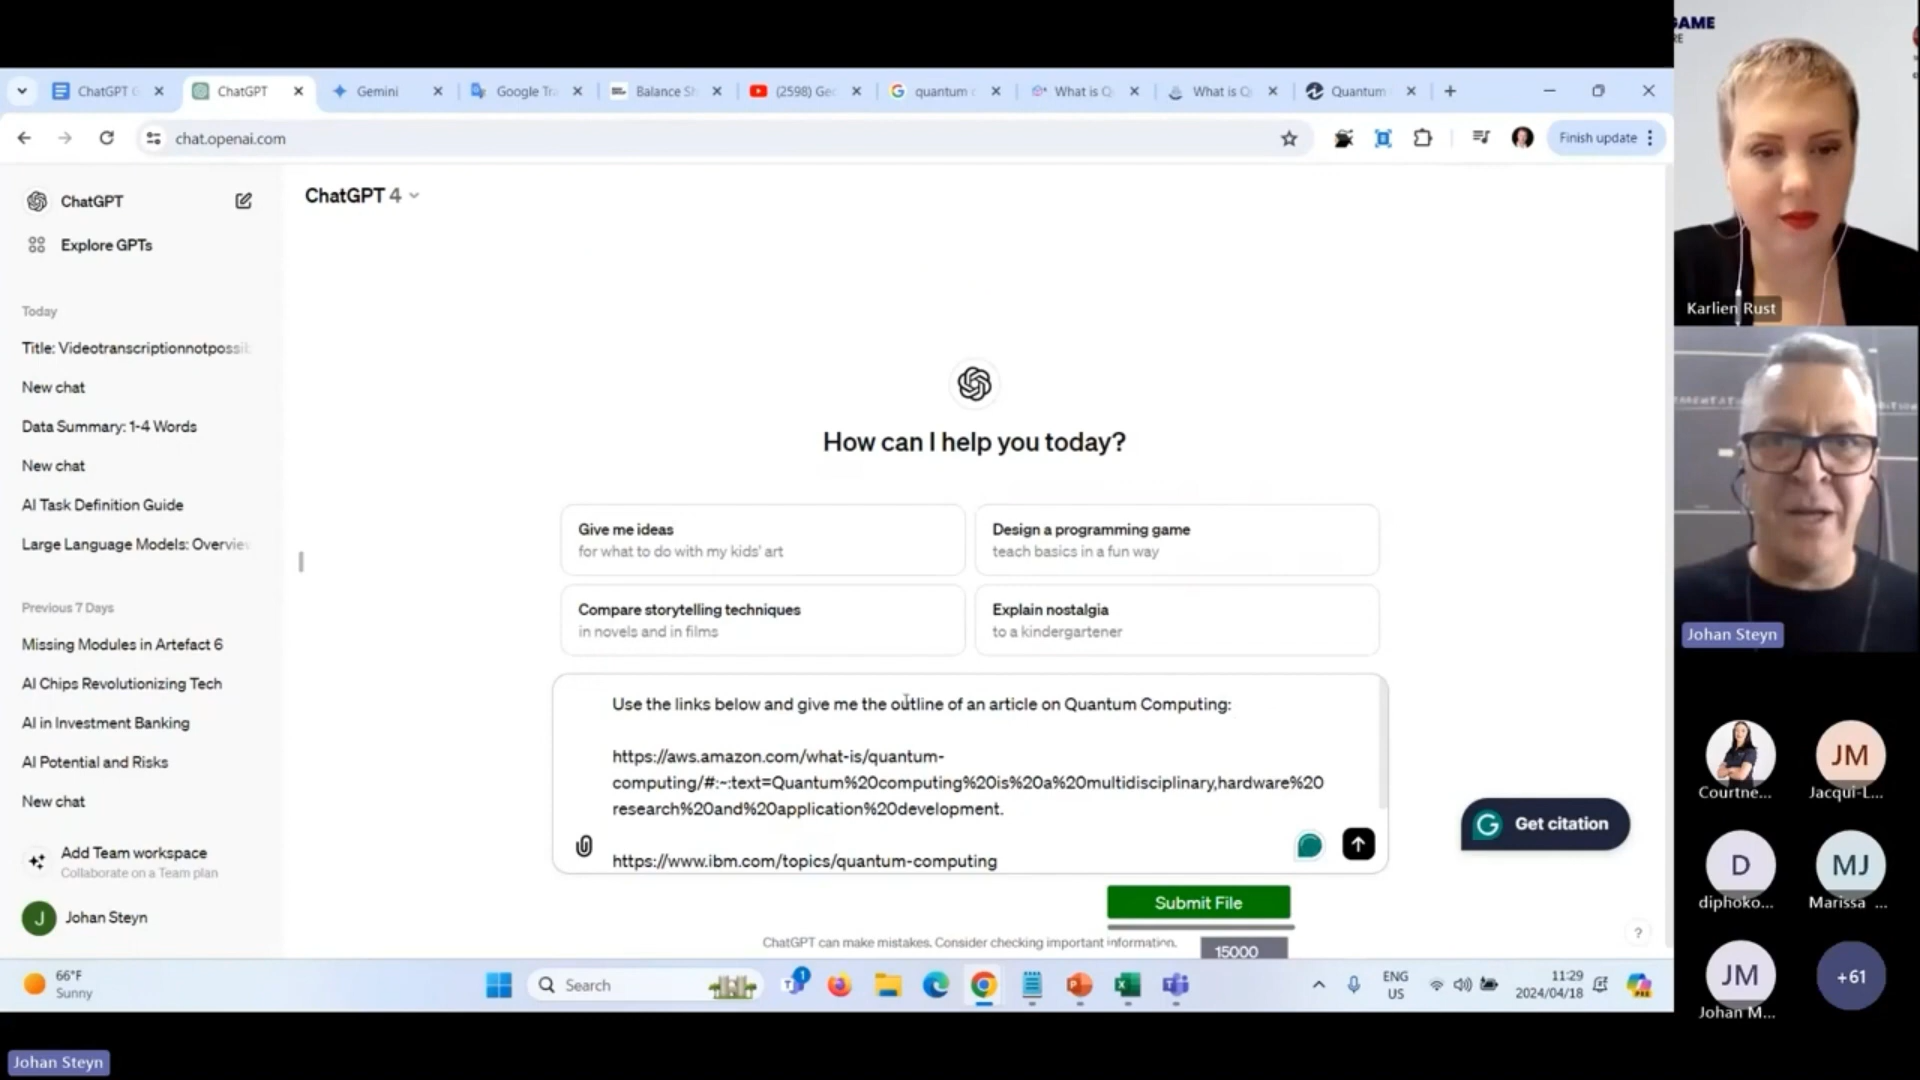 ChatGPT G
ChatGPT
Gemini
Google Tr
Balance Sh
(2598) Geo
quantum c
What is Q
What is Q
Quantum
chat.openai.com
Finish update
ChatGPT
Explore GPTs
Today
Title: Videotranscriptionnotpossib
New chat
Data Summary: 1-4 Words
New chat
AI Task Definition Guide
Large Language Models: Overview
Previous 7 Days
Missing Modules in Artefact 6
AI Chips Revolutionizing Tech
AI in Investment Banking
AI Potential and Risks
New chat
Add Team workspace
Collaborate on a Team plan
J
Johan Steyn
ChatGPT 4
How can I help you today?
Give me ideas
for what to do with my kids' art
Design a programming game
teach basics in a fun way
Compare storytelling techniques
in novels and in films
Explain nostalgia
to a kindergartener
Use the links below and give me the outline of an article on Quantum Computing:
https://aws.amazon.com/what-is/quantum-
computing/#:~:text=Quantum%20computing%20is%20a%20multidisciplinary,hardware%20
research%20and%20application%20development.
https://www.ibm.com/topics/quantum-computing
Get citation
Submit File
ChatGPT can make mistakes. Consider checking important information.
15000
?
66°F
Sunny
Search
1
ENG
US
11:29
2024/04/18
PRE
GAME
RE
Karlien Rust
Johan Steyn
Courtne...
JM
Jacqui-L...
D
diphoko...
MJ
Marissa ...
JM
Johan M...
+61
Johan Steyn